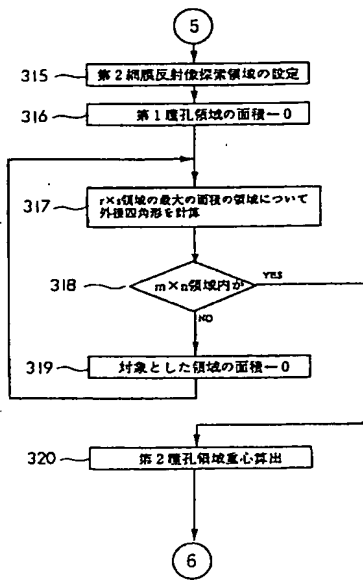 5
315
第2網膜反射像探索領域の設定
316
第1瞳孔領域の面積←0
317
r×s領域の最大の面積の領域について
外接四角形を計算
318
m×n領域内か
YES
NO
319
対象とした領域の面積←0
320
第2瞳孔領域重心算出
6